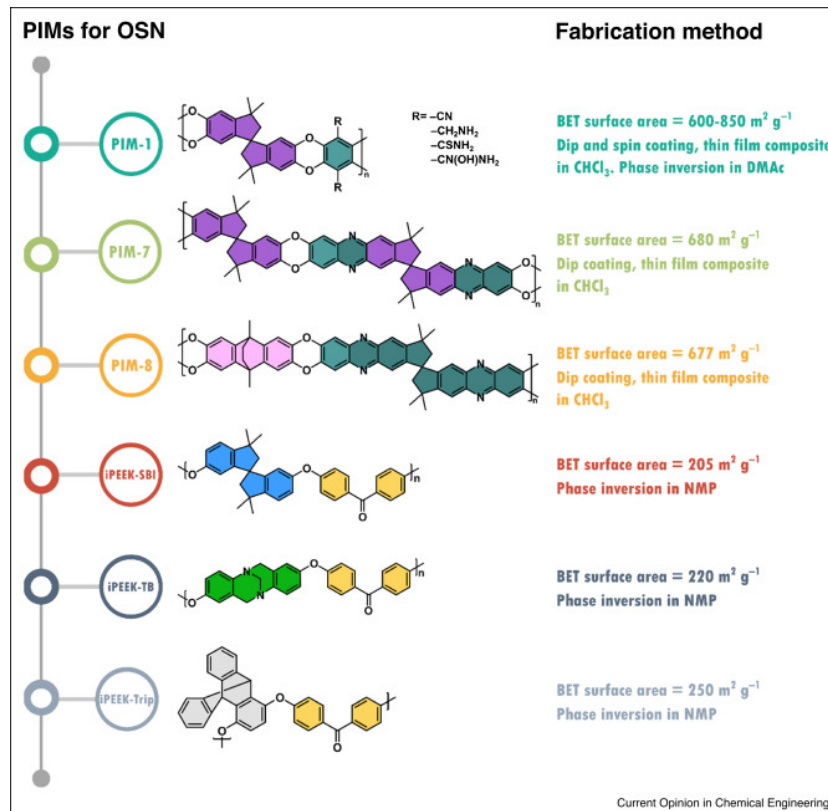 PIMs for OSN
Fabrication method
PIM-1
O
O
R
O
O
R
n
R= –CN
–CH₂NH₂
–CSNH₂
–CN(OH)NH₂
BET surface area = 600-850 m² g⁻¹
Dip and spin coating, thin film composite
in CHCl₃. Phase inversion in DMAc
PIM-7
O
O
N
N
N
N
O
O
n
BET surface area = 680 m² g⁻¹
Dip coating, thin film composite
in CHCl₃
PIM-8
O
O
O
O
N
N
N
N
n
BET surface area = 677 m² g⁻¹
Dip coating, thin film composite
in CHCl₃
iPEEK-SBI
O
O
O
n
BET surface area = 205 m² g⁻¹
Phase inversion in NMP
iPEEK-TB
O
N
N
O
O
n
BET surface area = 220 m² g⁻¹
Phase inversion in NMP
iPEEK-Trip
O
O
O
BET surface area = 250 m² g⁻¹
Phase inversion in NMP
Current Opinion in Chemical Engineering